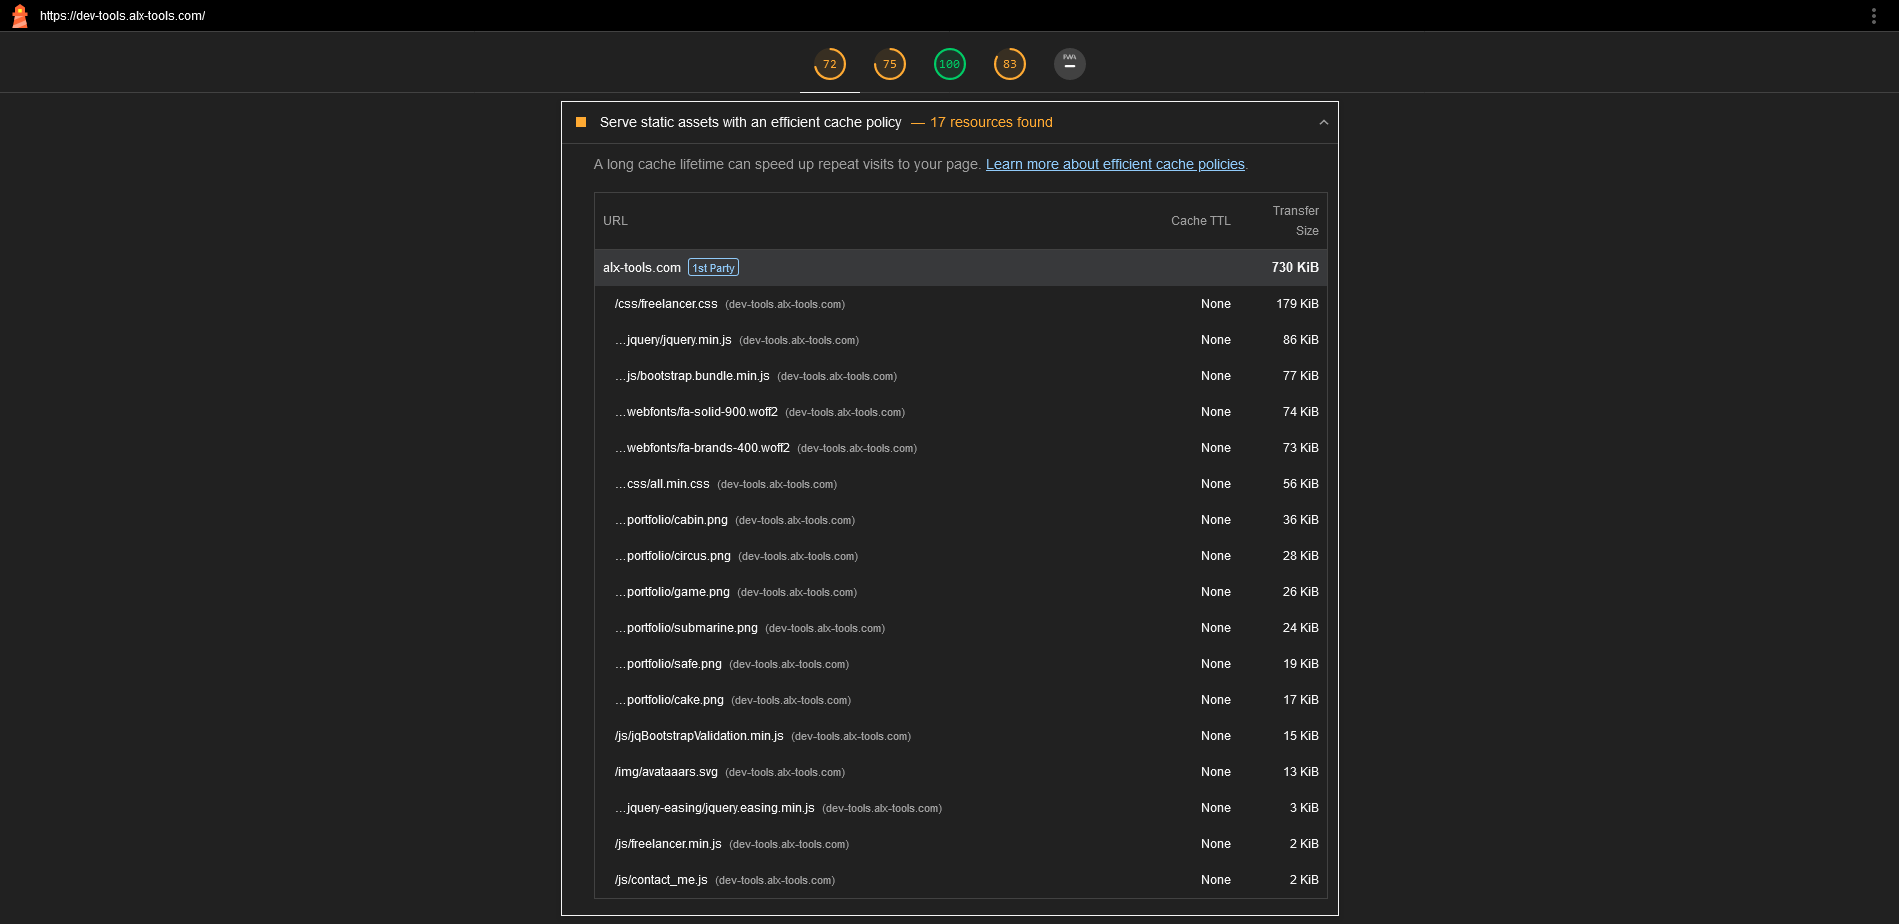 https://dev-tools.alx-tools.com/
72 75 100 83 PWA
Serve static assets with an efficient cache policy — 17 resources found
A long cache lifetime can speed up repeat visits to your page. Learn more about efficient cache policies.
URL Cache TTL Transfer Size
alx-tools.com 1st Party 730 KiB
/css/freelancer.css (dev-tools.alx-tools.com) None 179 KiB
…jquery/jquery.min.js (dev-tools.alx-tools.com) None 86 KiB
…js/bootstrap.bundle.min.js (dev-tools.alx-tools.com) None 77 KiB
…webfonts/fa-solid-900.woff2 (dev-tools.alx-tools.com) None 74 KiB
…webfonts/fa-brands-400.woff2 (dev-tools.alx-tools.com) None 73 KiB
…css/all.min.css (dev-tools.alx-tools.com) None 56 KiB
…portfolio/cabin.png (dev-tools.alx-tools.com) None 36 KiB
…portfolio/circus.png (dev-tools.alx-tools.com) None 28 KiB
…portfolio/game.png (dev-tools.alx-tools.com) None 26 KiB
…portfolio/submarine.png (dev-tools.alx-tools.com) None 24 KiB
…portfolio/safe.png (dev-tools.alx-tools.com) None 19 KiB
…portfolio/cake.png (dev-tools.alx-tools.com) None 17 KiB
/js/jqBootstrapValidation.min.js (dev-tools.alx-tools.com) None 15 KiB
/img/avataaars.svg (dev-tools.alx-tools.com) None 13 KiB
…jquery-easing/jquery.easing.min.js (dev-tools.alx-tools.com) None 3 KiB
/js/freelancer.min.js (dev-tools.alx-tools.com) None 2 KiB
/js/contact_me.js (dev-tools.alx-tools.com) None 2 KiB